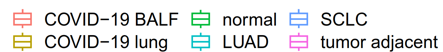 COVID−19 BALF normal SCLC
COVID−19 lung LUAD tumor adjacent